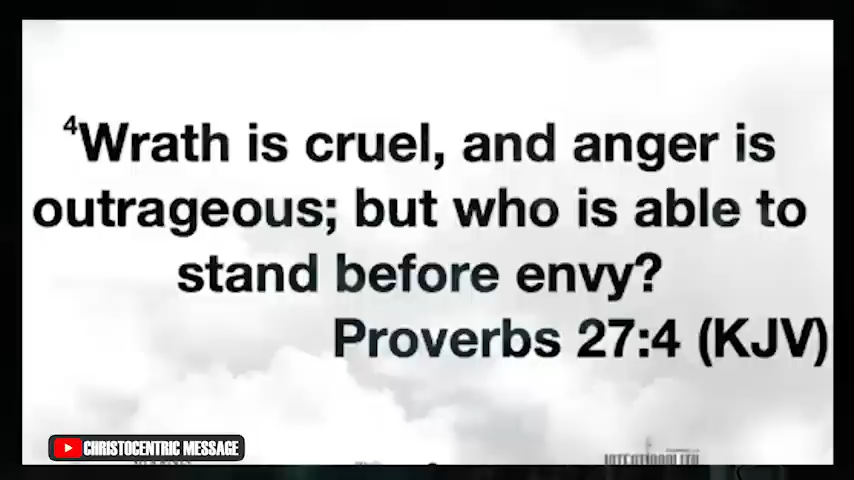 ⁴Wrath is cruel, and anger is
outrageous; but who is able to
stand before envy?
Proverbs 27:4 (KJV)
CHRISTOCENTRIC MESSAGE